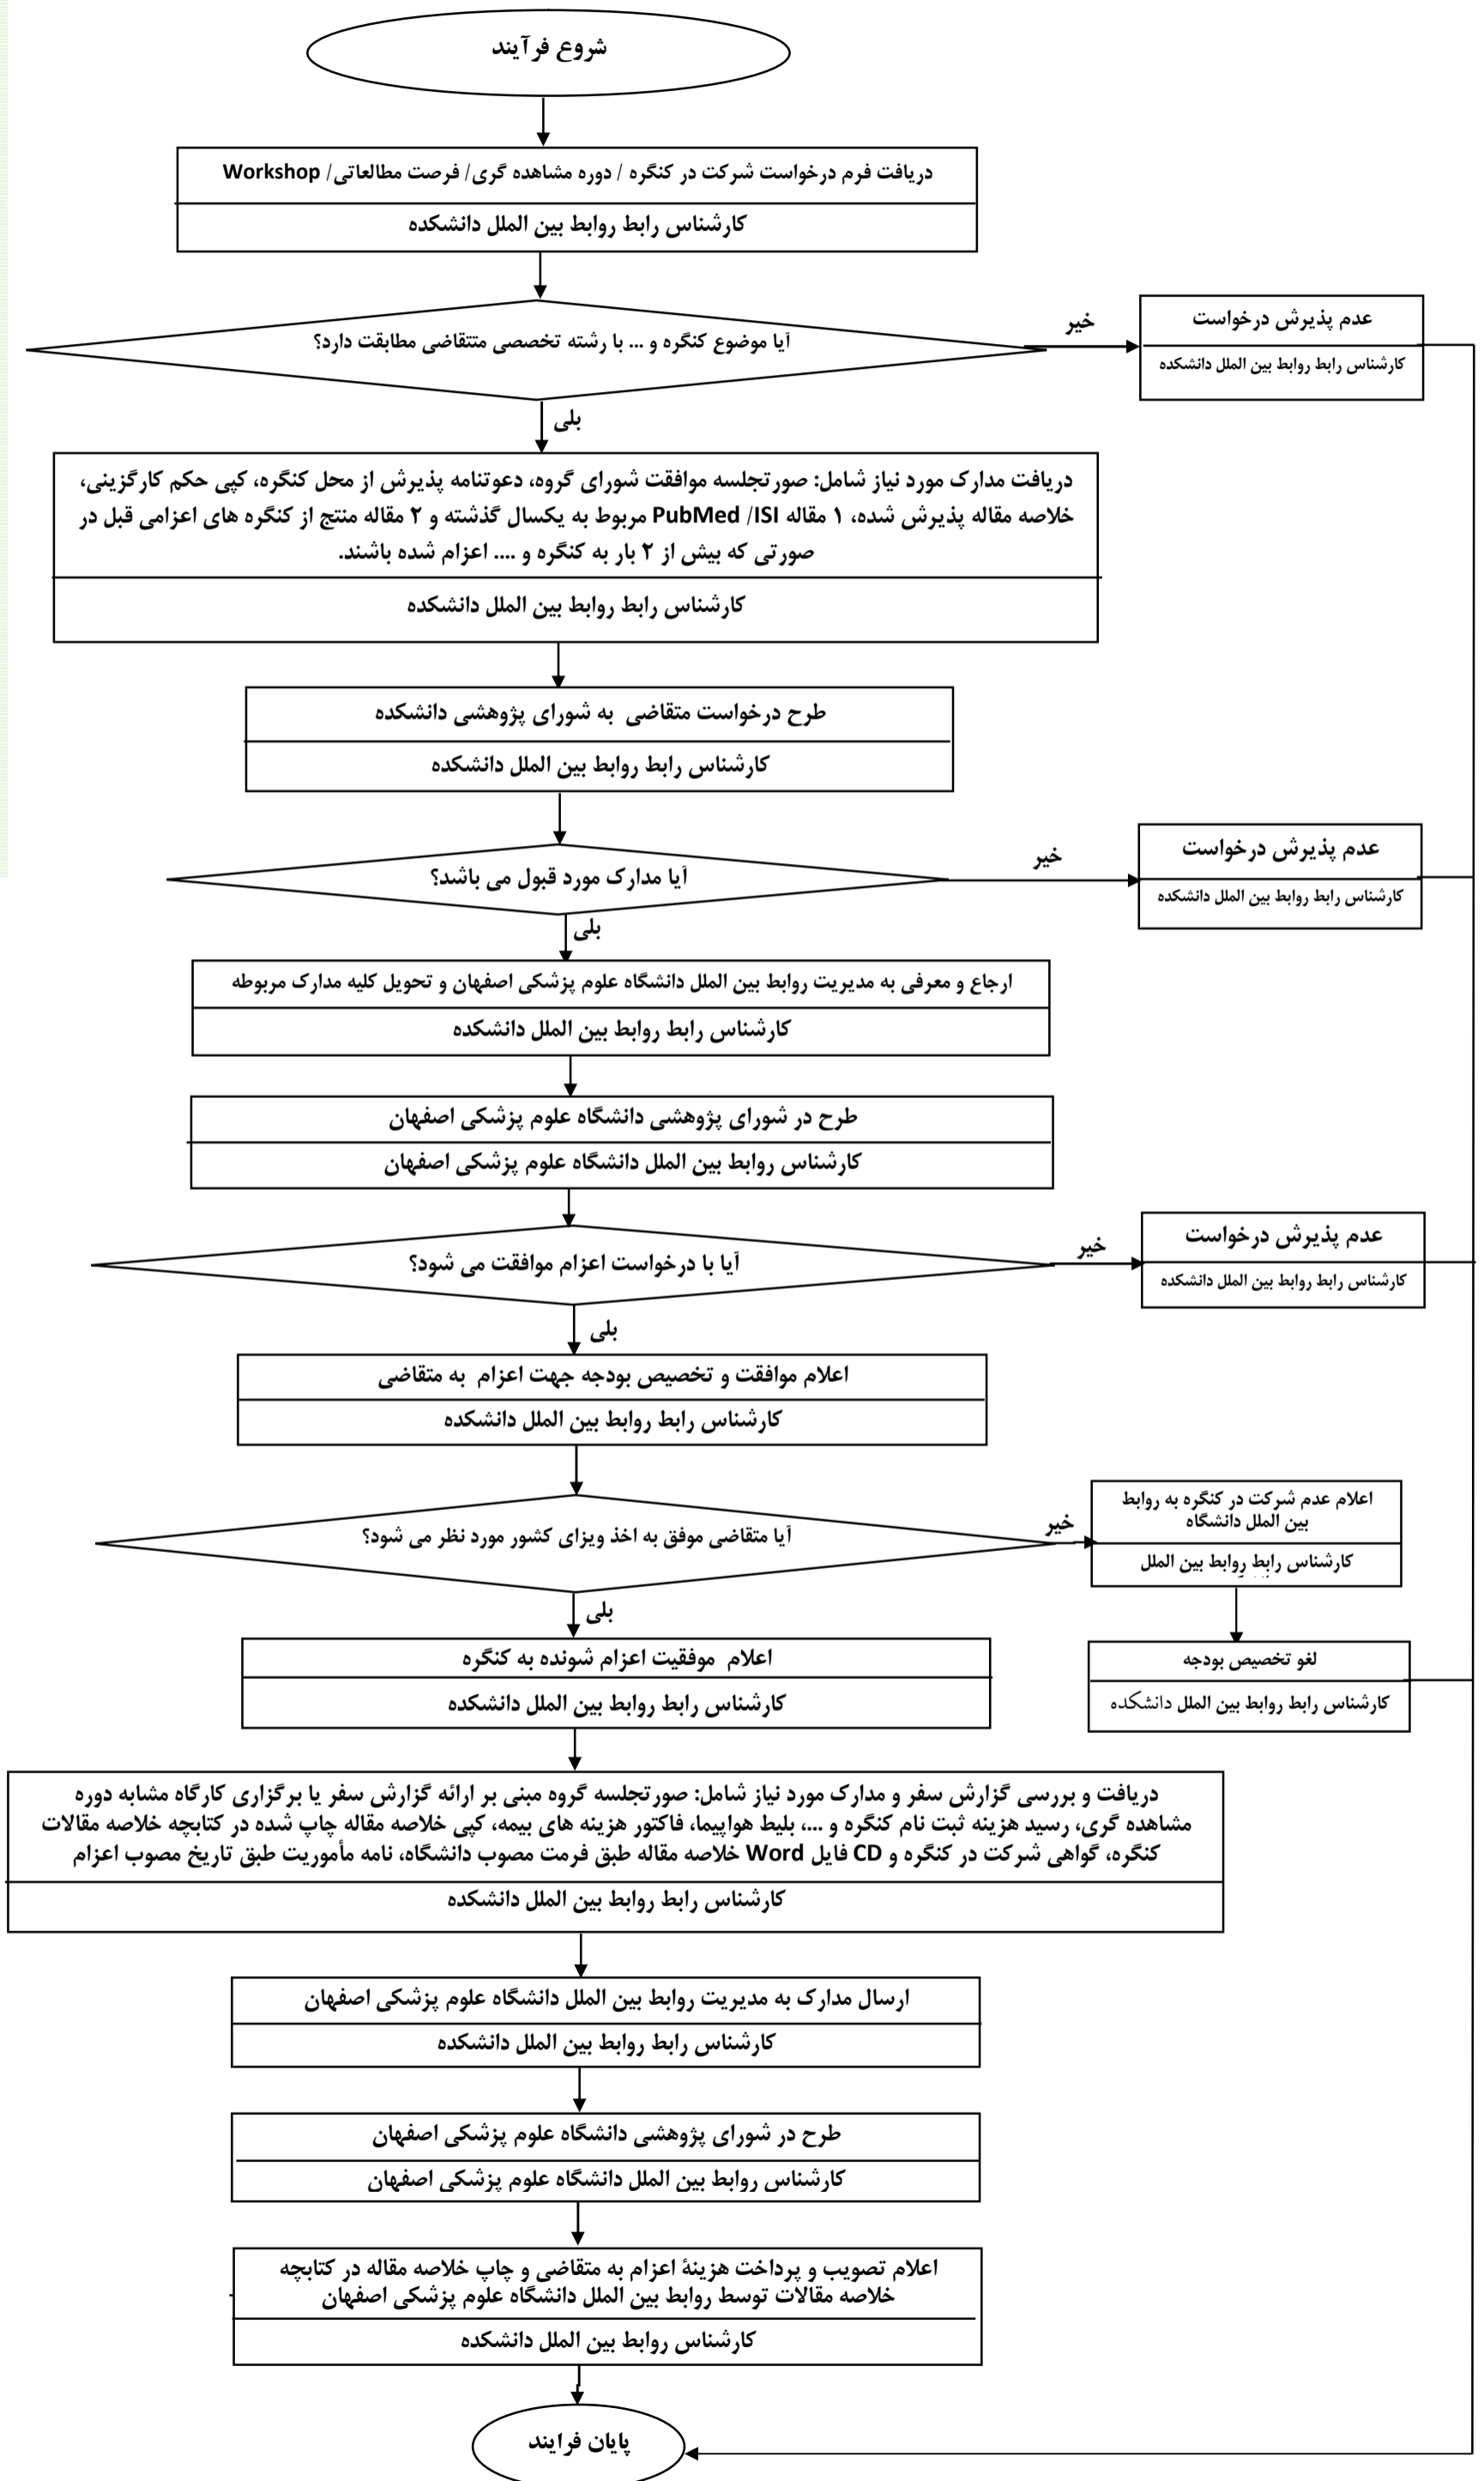 شروع فرآیند
دریافت فرم درخواست شرکت در کنگره / دوره مشاهده گری/ فرصت مطالعاتی/ Workshop
کارشناس رابط روابط بین الملل دانشکده
آیا موضوع کنگره و ... با رشته تخصصی متتقاضی مطابقت دارد؟
خیر
عدم پذیرش درخواست
کارشناس رابط روابط بین الملل دانشکده
بلی
دریافت مدارک مورد نیاز شامل: صورتجلسه موافقت شورای گروه، دعوتنامه پذیرش از محل کنگره، کپی حکم کارگزینی،
خلاصه مقاله پذیرش شده، ۱ مقاله PubMed /ISI مربوط به یکسال گذشته و ۲ مقاله منتج از کنگره های اعزامی قبل در
صورتی که بیش از ۲ بار به کنگره و .... اعزام شده باشند.
کارشناس رابط روابط بین الملل دانشکده
طرح درخواست متقاضی به شورای پژوهشی دانشکده
کارشناس رابط روابط بین الملل دانشکده
آیا مدارک مورد قبول می باشد؟
خیر
عدم پذیرش درخواست
کارشناس رابط روابط بین الملل دانشکده
بلی
ارجاع و معرفی به مدیریت روابط بین الملل دانشگاه علوم پزشکی اصفهان و تحویل کلیه مدارک مربوطه
کارشناس رابط روابط بین الملل دانشکده
طرح در شورای پژوهشی دانشگاه علوم پزشکی اصفهان
کارشناس روابط بین الملل دانشگاه علوم پزشکی اصفهان
آیا با درخواست اعزام موافقت می شود؟
خیر
عدم پذیرش درخواست
کارشناس رابط روابط بین الملل دانشکده
بلی
اعلام موافقت و تخصیص بودجه جهت اعزام به متقاضی
کارشناس رابط روابط بین الملل دانشکده
آیا متقاضی موفق به اخذ ویزای کشور مورد نظر می شود؟
خیر
اعلام عدم شرکت در کنگره به روابط
بین الملل دانشگاه
کارشناس رابط روابط بین الملل
بلی
لغو تخصیص بودجه
کارشناس رابط روابط بین الملل دانشکده
اعلام موفقیت اعزام شونده به کنگره
کارشناس رابط روابط بین الملل دانشکده
دریافت و بررسی گزارش سفر و مدارک مورد نیاز شامل: صورتجلسه گروه مبنی بر ارائه گزارش سفر یا برگزاری کارگاه مشابه دوره
مشاهده گری، رسید هزینه ثبت نام کنگره و ...، بلیط هواپیما، فاکتور هزینه های بیمه، کپی خلاصه مقاله چاپ شده در کتابچه خلاصه مقالات
کنگره، گواهی شرکت در کنگره و CD فایل Word خلاصه مقاله طبق فرمت مصوب دانشگاه، نامه مأموریت طبق تاریخ مصوب اعزام
کارشناس رابط روابط بین الملل دانشکده
ارسال مدارک به مدیریت روابط بین الملل دانشگاه علوم پزشکی اصفهان
کارشناس رابط روابط بین الملل دانشکده
طرح در شورای پژوهشی دانشگاه علوم پزشکی اصفهان
کارشناس روابط بین الملل دانشگاه علوم پزشکی اصفهان
اعلام تصویب و پرداخت هزینهٔ اعزام به متقاضی و چاپ خلاصه مقاله در کتابچه
خلاصه مقالات توسط روابط بین الملل دانشگاه علوم پزشکی اصفهان
کارشناس روابط بین الملل دانشکده
پایان فرایند